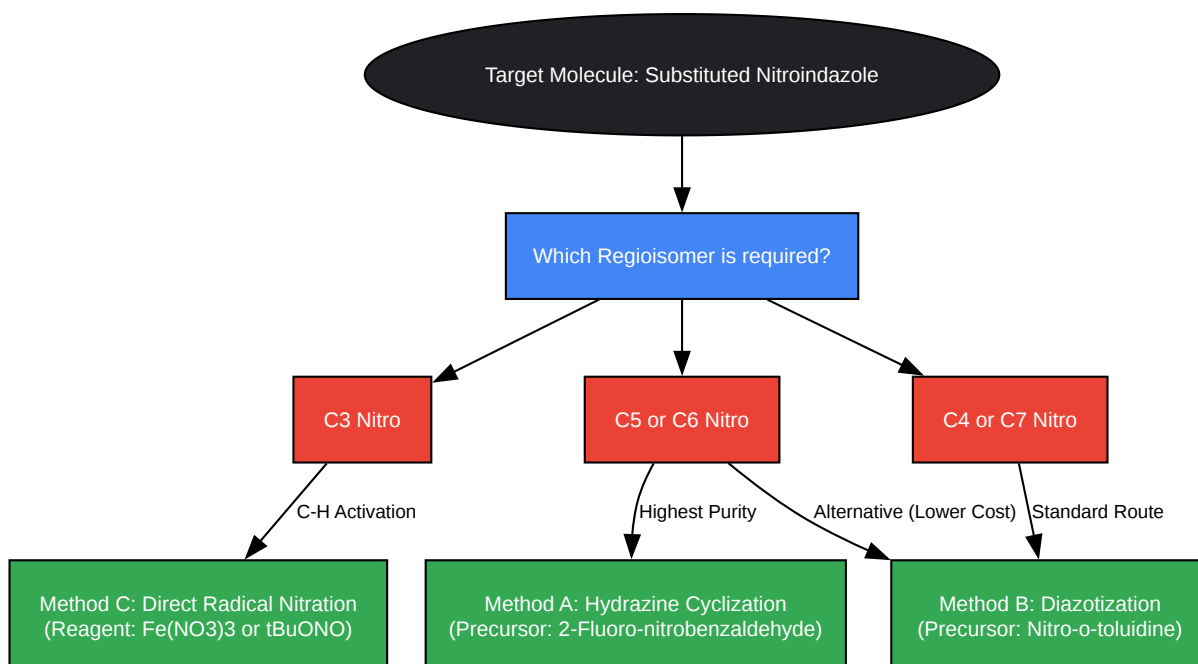 Target Molecule: Substituted Nitroindazole
Which Regioisomer is required?
C3 Nitro
C5 or C6 Nitro
C4 or C7 Nitro
C-H Activation
Highest Purity
Alternative (Lower Cost)
Standard Route
Method C: Direct Radical Nitration
(Reagent: Fe(NO3)3 or tBuONO)
Method A: Hydrazine Cyclization
(Precursor: 2-Fluoro-nitrobenzaldehyde)
Method B: Diazotization
(Precursor: Nitro-o-toluidine)